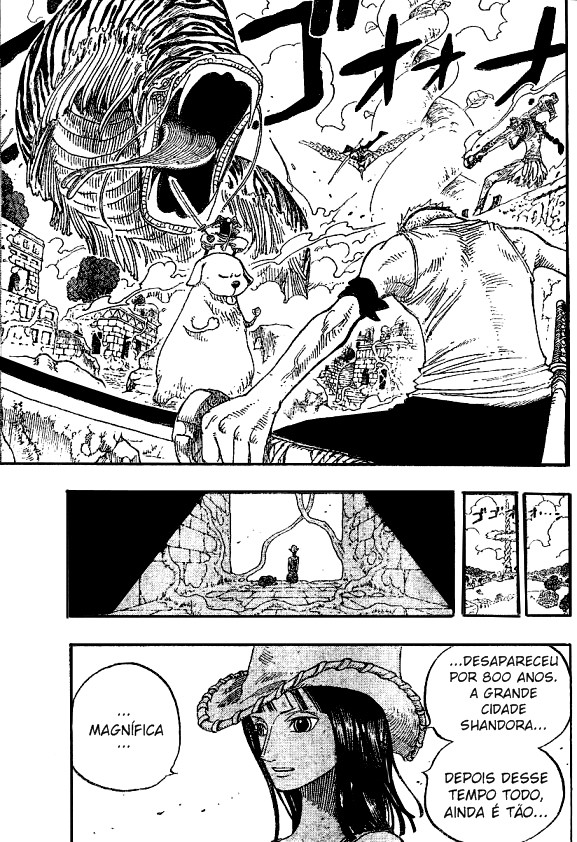 ゴオオオ
ゴゴ
オ...
...DESAPARECEU
POR 800 ANOS.
A GRANDE
CIDADE
SHANDORA...
DEPOIS DESSE
TEMPO TODO,
AINDA É TÃO...
...
MAGNÍFICA
...